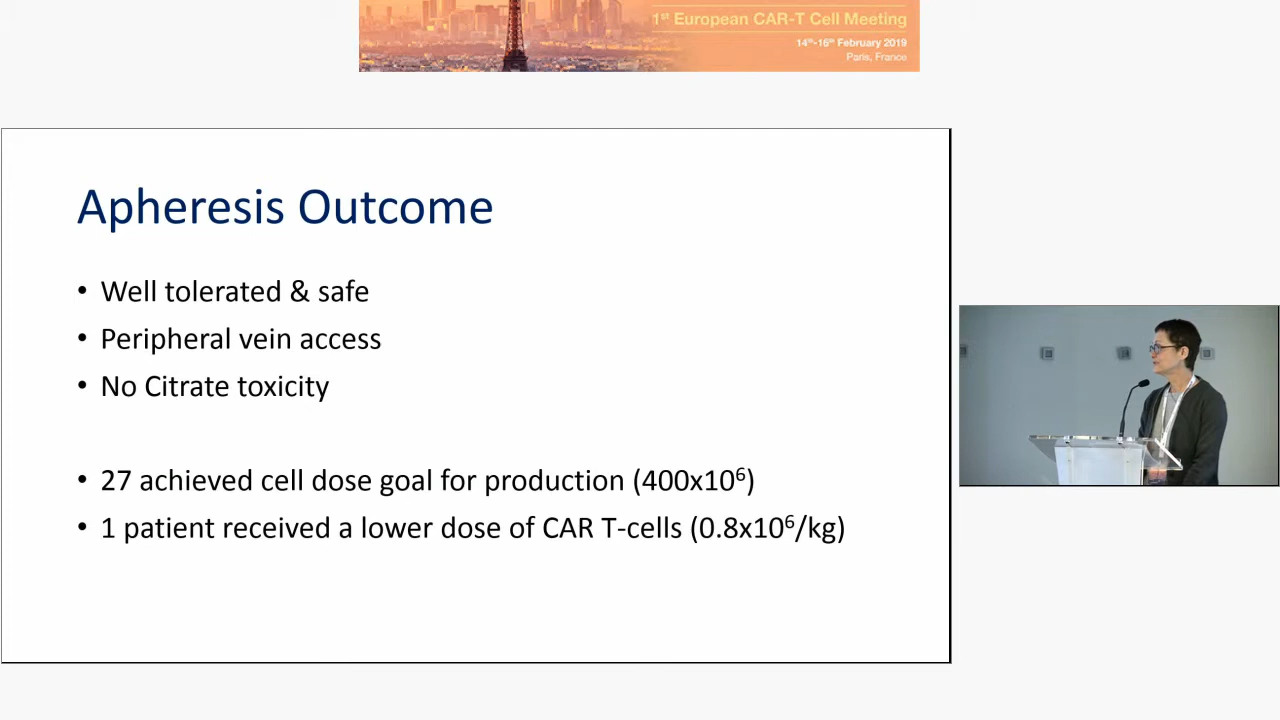 1st European CAR-T Cell Meeting
14th-16th February 2019
Paris, France
Apheresis Outcome
• Well tolerated & safe
• Peripheral vein access
• No Citrate toxicity
• 27 achieved cell dose goal for production (400x10⁶)
• 1 patient received a lower dose of CAR T-cells (0.8x10⁶/kg)